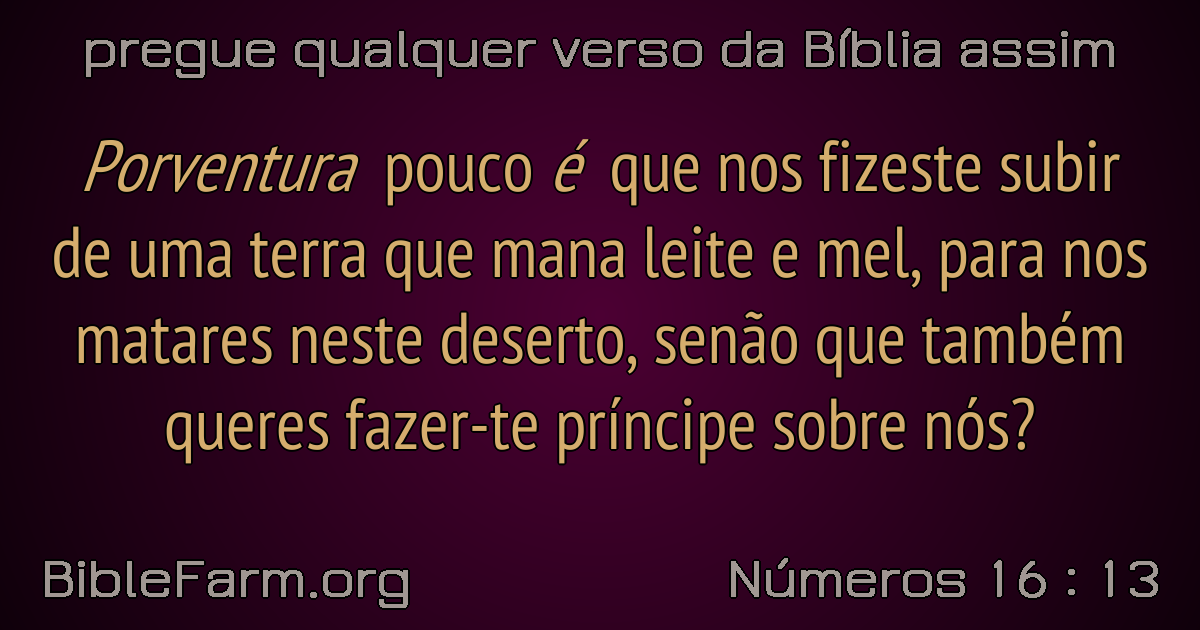 pregue qualquer verso da Bíblia assim
Porventura pouco é que nos fizeste subir
de uma terra que mana leite e mel, para nos
matares neste deserto, senão que também
queres fazer-te príncipe sobre nós?
BibleFarm.org
Números 16 : 13